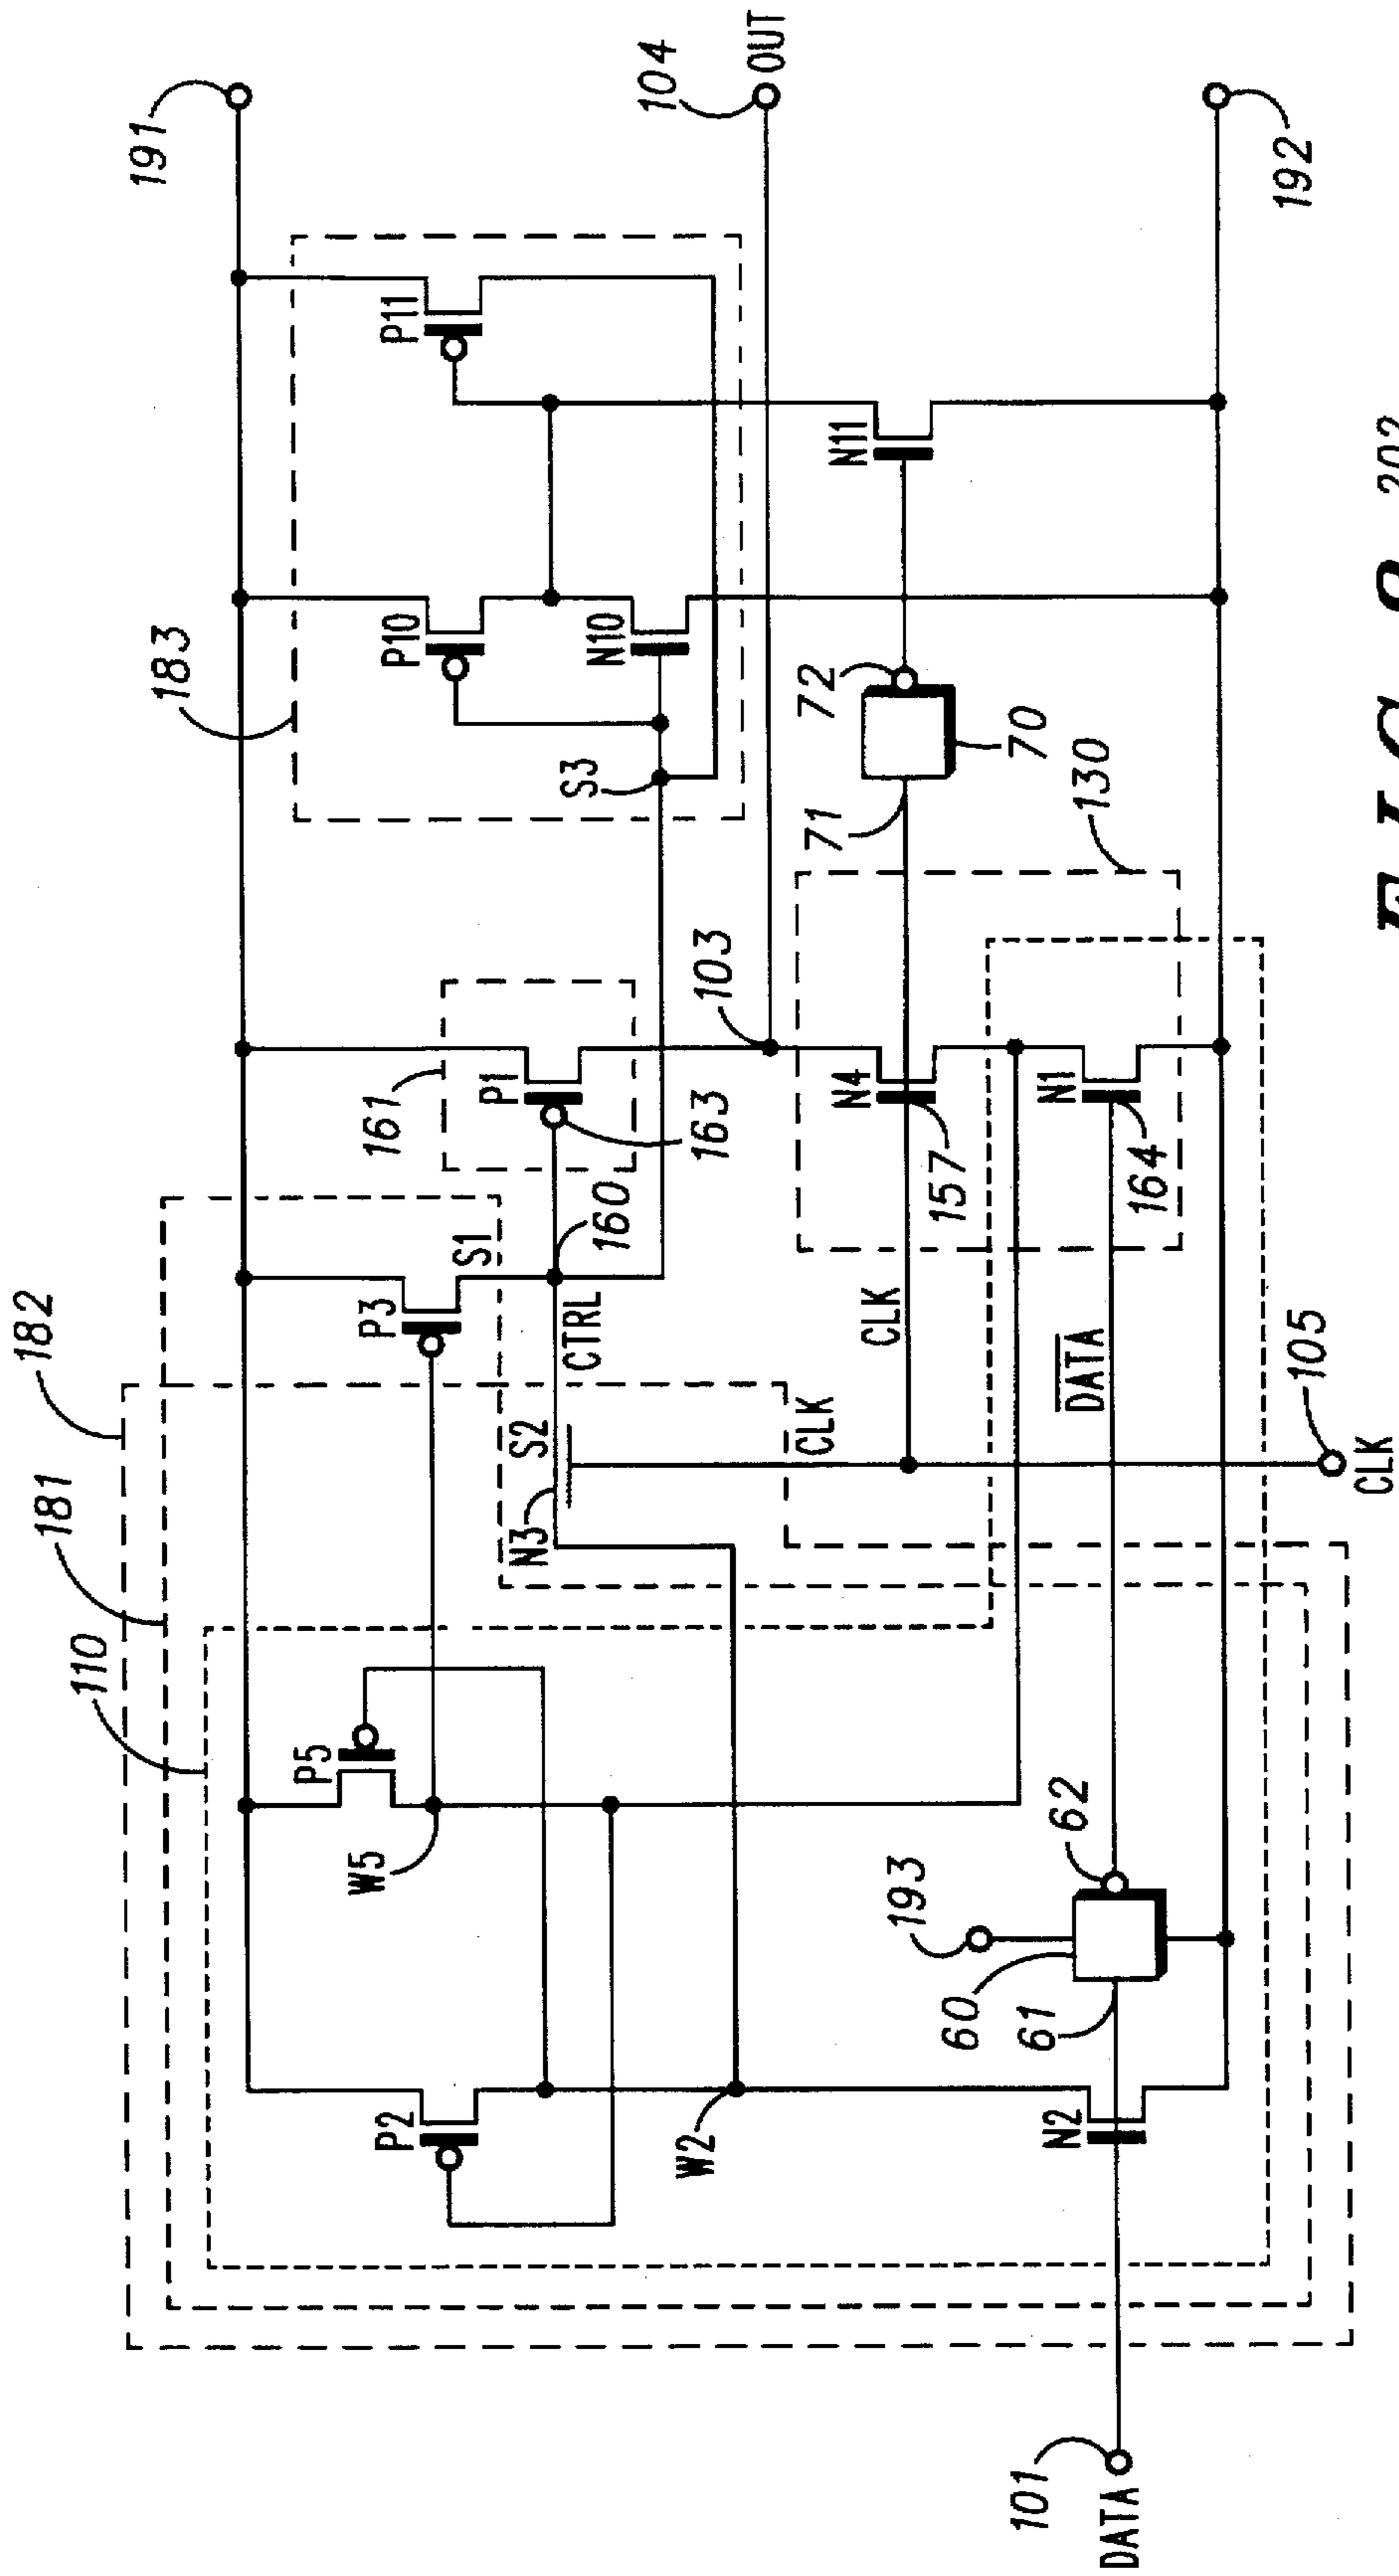 182
181
110
191
183
P11
P10
N10
S3
161
P1
163
P3
S1
160
CTRL
103
104
OUT
P5
W5
P2
W2
N3
S2
CLK
CLK
N4
157
71
72
70
N11
130
N1
164
DATA
193
60
61
62
N2
101
DATA
105
CLK
192
202